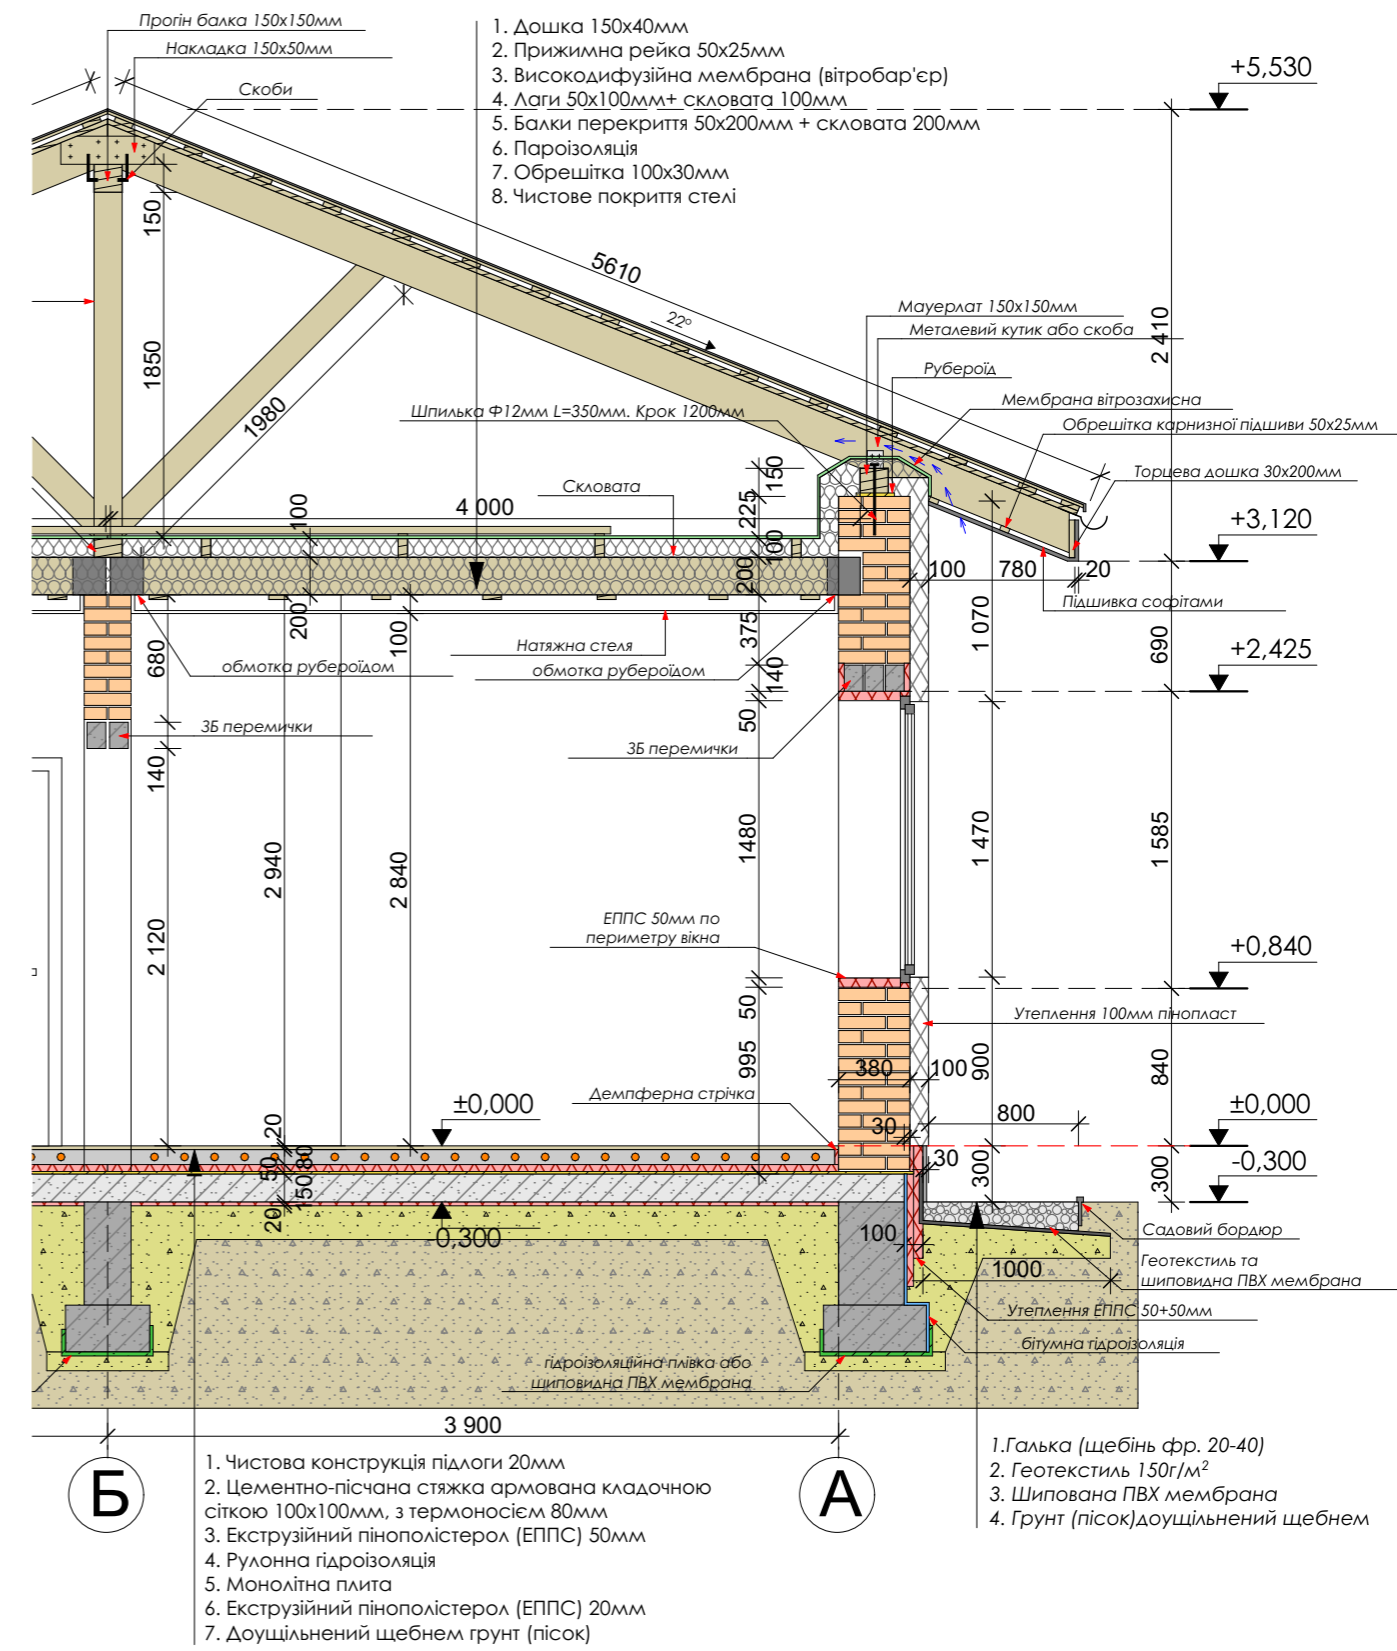 Прогін балка 150х150мм
Накладка 150х50мм
Скоби
1. Дошка 150х40мм
2. Прижимна рейка 50х25мм
3. Високодифузійна мембрана (вітробар'єр)
4. Лаги 50х100мм+ скловата 100мм
5. Балки перекриття 50х200мм + скловата 200мм
6. Пароізоляція
7. Обрешітка 100х30мм
8. Чистове покриття стелі
+5,530
150
5610
22°
1850
1980
2 410
Мауерлат 150х150мм
Металевий кутик або скоба
Рубероїд
Мембрана вітрозахисна
Шпилька Ф12мм L=350мм. Крок 1200мм
Обрешітка карнизної підшиви 50х25мм
Торцева дошка 30х200мм
Скловата
100
4 000
150
225
100
+3,120
200
100
780
20
Підшивка софітами
200
100
375
1 070
690
Натяжна стеля
680
обмотка рубероїдом
обмотка рубероїдом
140
+2,425
50
ЗБ перемички
ЗБ перемички
140
2 940
2 840
1480
1 470
1 585
2 120
ЕППС 50мм по
периметру вікна
+0,840
50
Утеплення 100мм пінопласт
995
380
100
900
840
Демпферна стрічка
800
±0,000
±0,000
20
30
80
50
30
300
-0,300
300
150
20
-0,300
100
Садовий бордюр
1000
Геотекстиль та
шиповидна ПВХ мембрана
Утеплення ЕППС 50+50мм
бітумна гідроізоляція
гідроізоляційна плівка або
шиповидна ПВХ мембрана
3 900
Б
А
1. Чистова конструкція підлоги 20мм
2. Цементно-пісчана стяжка армована кладочною
сіткою 100х100мм, з термоносієм 80мм
3. Екструзійний пінополістерол (ЕППС) 50мм
4. Рулонна гідроізоляція
5. Монолітна плита
6. Екструзійний пінополістерол (ЕППС) 20мм
7. Доущільнений щебнем грунт (пісок)
1.Галька (щебінь фр. 20-40)
2. Геотекстиль 150г/м²
3. Шипована ПВХ мембрана
4. Грунт (пісок)доущільнений щебнем